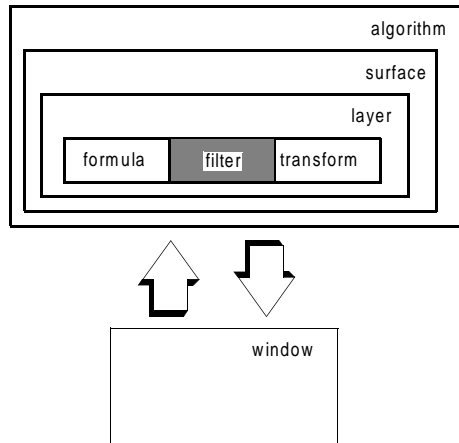 algorithm
surface
layer
formula filter transform
window